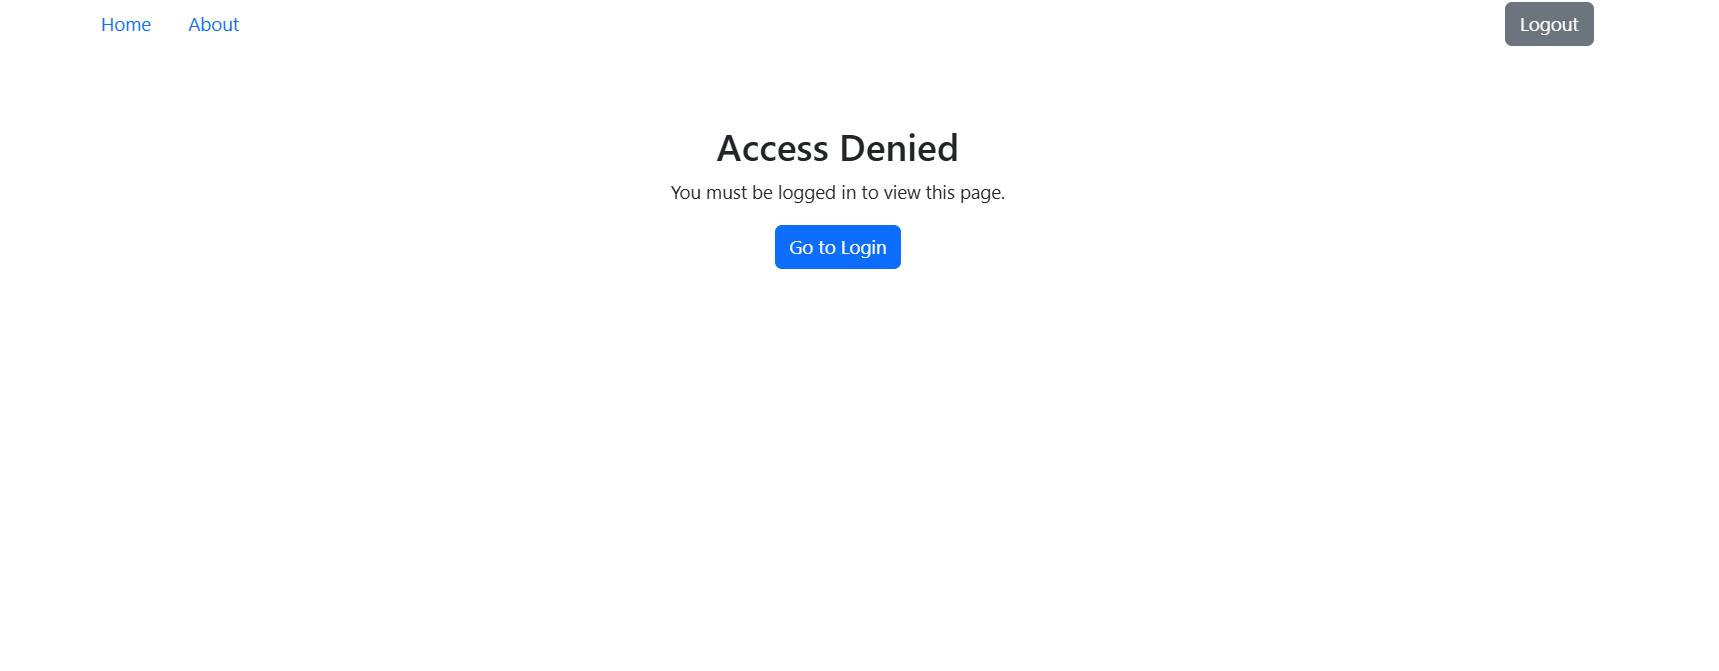 Home About Logout
Access Denied
You must be logged in to view this page.
Go to Login